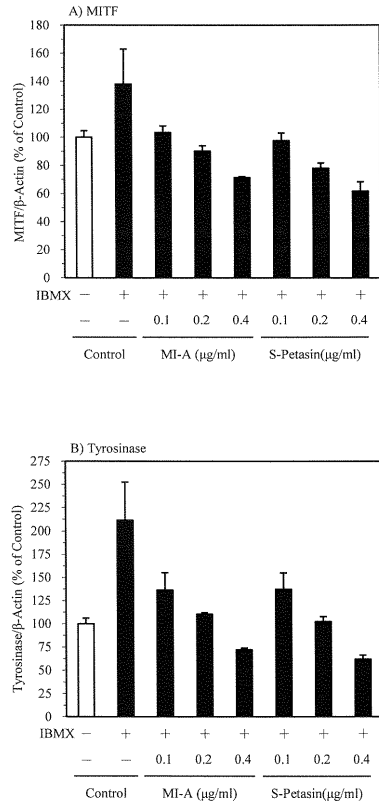 A) MITF
MITF/β-Actin (% of Control)
180
160
140
120
100
80
60
40
20
0
IBMX － ＋ ＋ ＋ ＋ ＋ ＋ ＋
－ － 0.1 0.2 0.4 0.1 0.2 0.4
Control MI-A (μg/ml) S-Petasin(μg/ml)
B) Tyrosinase
Tyrosinase/β-Actin (% of Control)
275
250
225
200
175
150
125
100
75
50
25
0
IBMX － ＋ ＋ ＋ ＋ ＋ ＋ ＋
－ － 0.1 0.2 0.4 0.1 0.2 0.4
Control MI-A (μg/ml) S-Petasin(μg/ml)